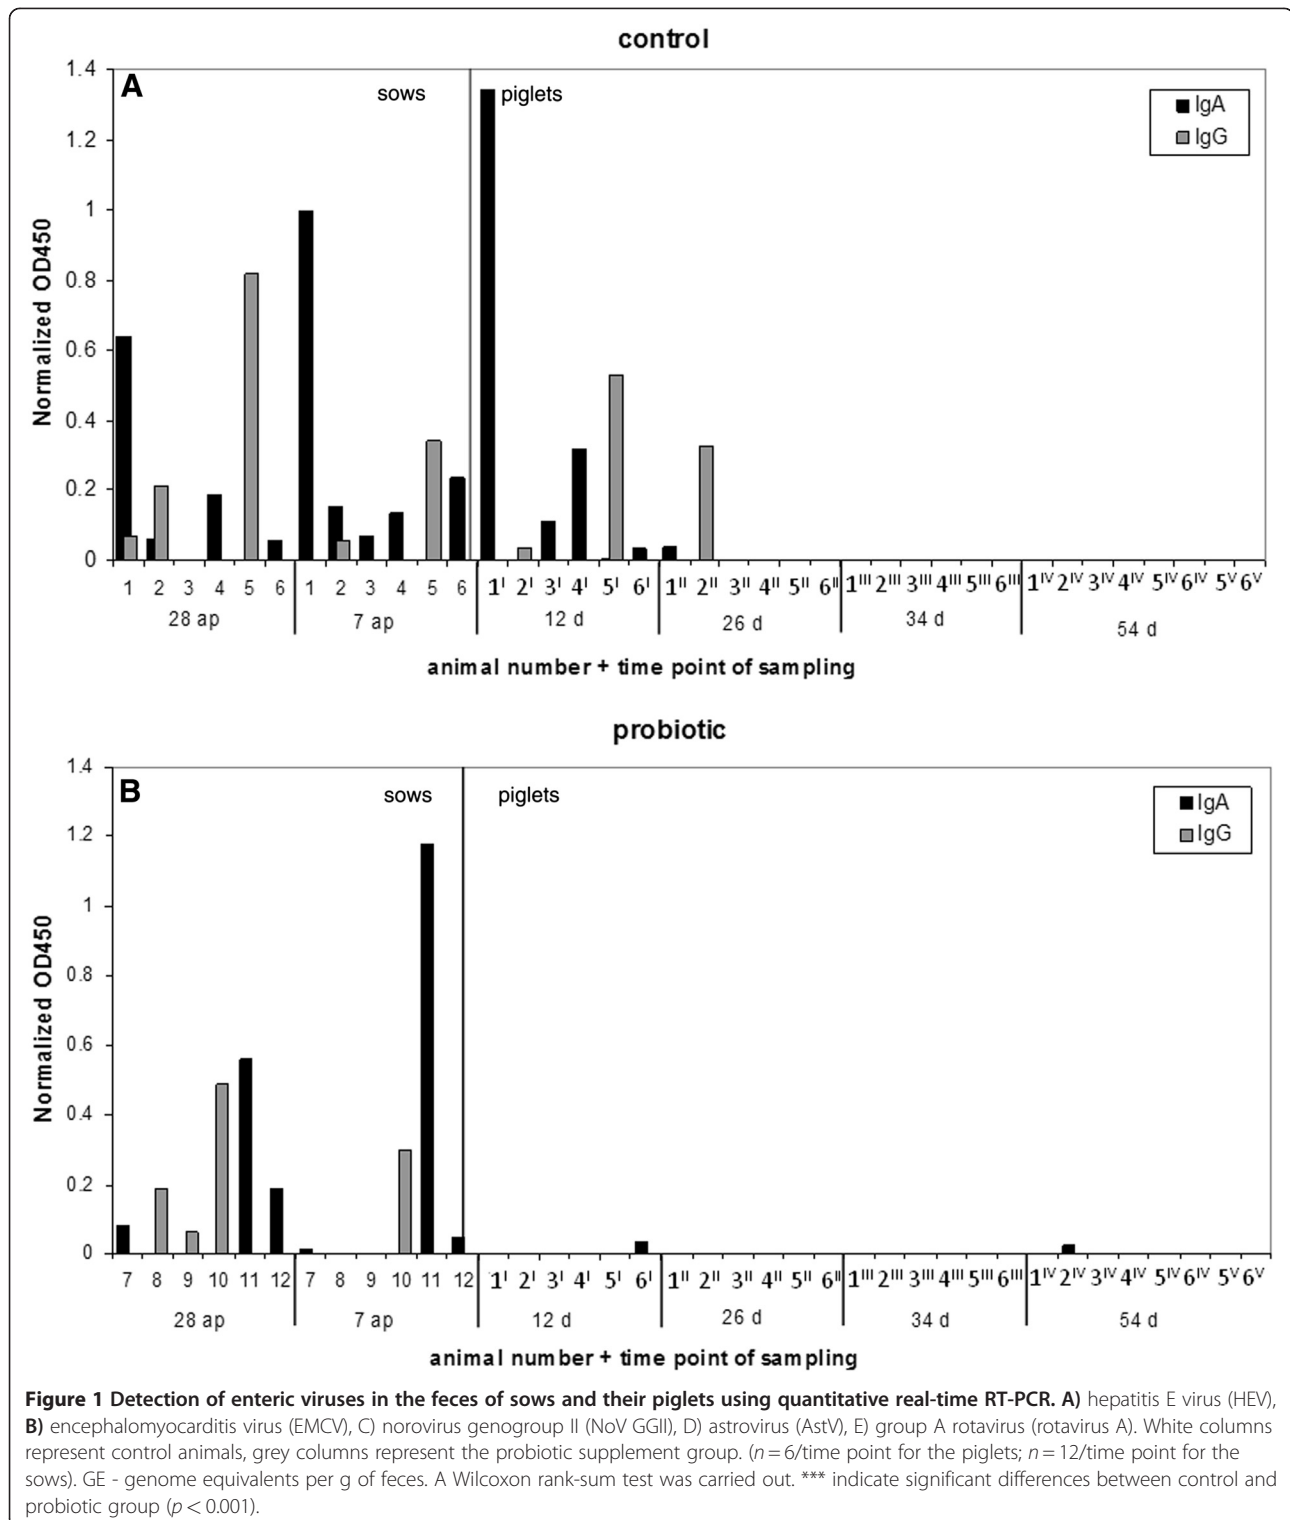 control
A
sows
piglets
IgA
IgG
1.4
1.2
1
0.8
0.6
0.4
0.2
0
Normalized OD450
1 2 3 4 5 6 1 2 3 4 5 6 1ᴵ 2ᴵ 3ᴵ 4ᴵ 5ᴵ 6ᴵ 1ᴵᴵ 2ᴵᴵ 3ᴵᴵ 4ᴵᴵ 5ᴵᴵ 6ᴵᴵ 1ᴵᴵᴵ 2ᴵᴵᴵ 3ᴵᴵᴵ 4ᴵᴵᴵ 5ᴵᴵᴵ 6ᴵᴵᴵ 1ᴵⱽ 2ᴵⱽ 3ᴵⱽ 4ᴵⱽ 5ᴵⱽ 6ᴵⱽ 5ⱽ 6ⱽ
28 ap 7 ap 12 d 26 d 34 d 54 d
animal number + time point of sampling
probiotic
B
sows
piglets
IgA
IgG
1.4
1.2
1
0.8
0.6
0.4
0.2
0
Normalized OD450
7 8 9 10 11 12 7 8 9 10 11 12 1ᴵ 2ᴵ 3ᴵ 4ᴵ 5ᴵ 6ᴵ 1ᴵᴵ 2ᴵᴵ 3ᴵᴵ 4ᴵᴵ 5ᴵᴵ 6ᴵᴵ 1ᴵᴵᴵ 2ᴵᴵᴵ 3ᴵᴵᴵ 4ᴵᴵᴵ 5ᴵᴵᴵ 6ᴵᴵᴵ 1ᴵⱽ 2ᴵⱽ 3ᴵⱽ 4ᴵⱽ 5ᴵⱽ 6ᴵⱽ 5ⱽ 6ⱽ
28 ap 7 ap 12 d 26 d 34 d 54 d
animal number + time point of sampling
Figure 1 Detection of enteric viruses in the feces of sows and their piglets using quantitative real-time RT-PCR. A) hepatitis E virus (HEV),
B) encephalomyocarditis virus (EMCV), C) norovirus genogroup II (NoV GGII), D) astrovirus (AstV), E) group A rotavirus (rotavirus A). White columns
represent control animals, grey columns represent the probiotic supplement group. (n = 6/time point for the piglets; n = 12/time point for the
sows). GE - genome equivalents per g of feces. A Wilcoxon rank-sum test was carried out. *** indicate significant differences between control and
probiotic group (p < 0.001).